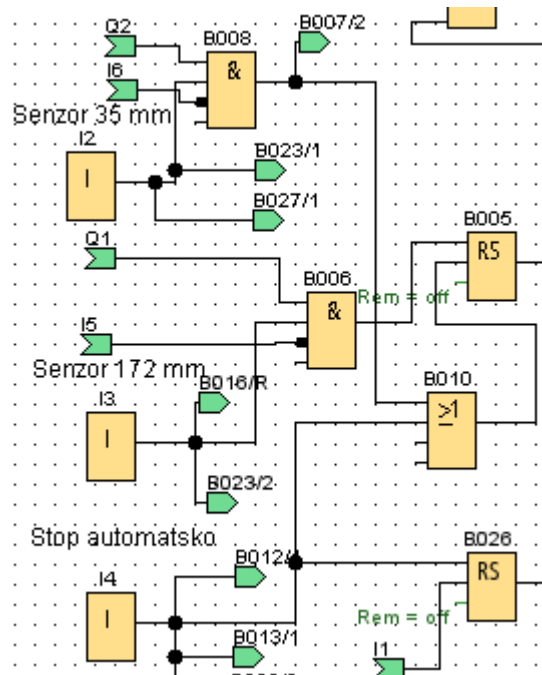 Q2
B008
B007/2
&
I6
Senzor 35 mm
I2
I
B023/1
B027/1
B005
Q1
RS
B006
Rem = off
&
I5
Senzor 172 mm
B016/R
B010
I3
≥1
I
B023/2
Stop automatsko
B026
I4
RS
I
Rem = off
B013/1
I1